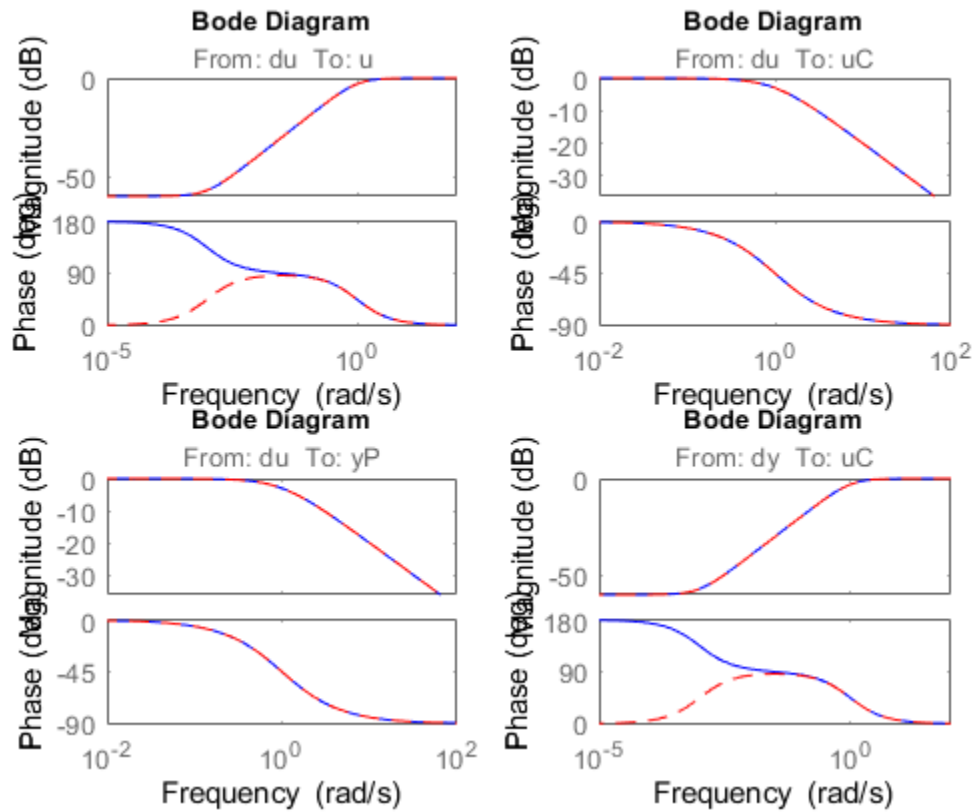 Bode Diagram
From: du To: u
Magnitude (dB)
0
-50
Phase (deg)
180
90
0
10^-5
10^0
Frequency (rad/s)
Bode Diagram
From: du To: uC
Magnitude (dB)
0
-10
-20
-30
Phase (deg)
0
-45
-90
10^-2
10^0
10^2
Frequency (rad/s)
Bode Diagram
From: du To: yP
Magnitude (dB)
0
-10
-20
-30
Phase (deg)
0
-45
-90
10^-2
10^0
10^2
Frequency (rad/s)
Bode Diagram
From: dy To: uC
Magnitude (dB)
0
-50
Phase (deg)
180
90
0
10^-5
10^0
Frequency (rad/s)